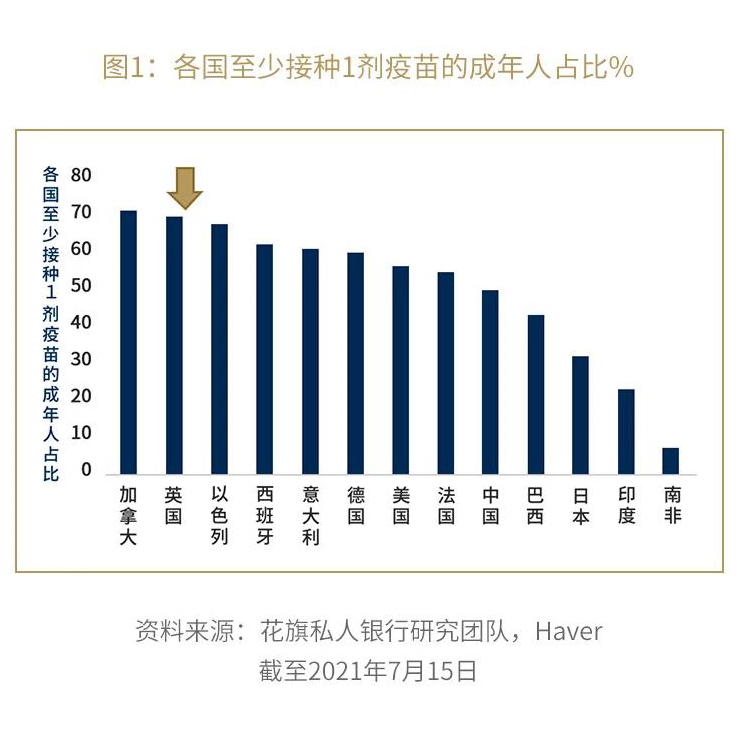 图1：各国至少接种1剂疫苗的成年人占比%
各国至少接种1剂疫苗的成年人占比
80
70
60
50
40
30
20
10
0
加拿大
英国
以色列
西班牙
意大利
德国
美国
法国
中国
巴西
日本
印度
南非
资料来源：花旗私人银行研究团队，Haver
截至2021年7月15日